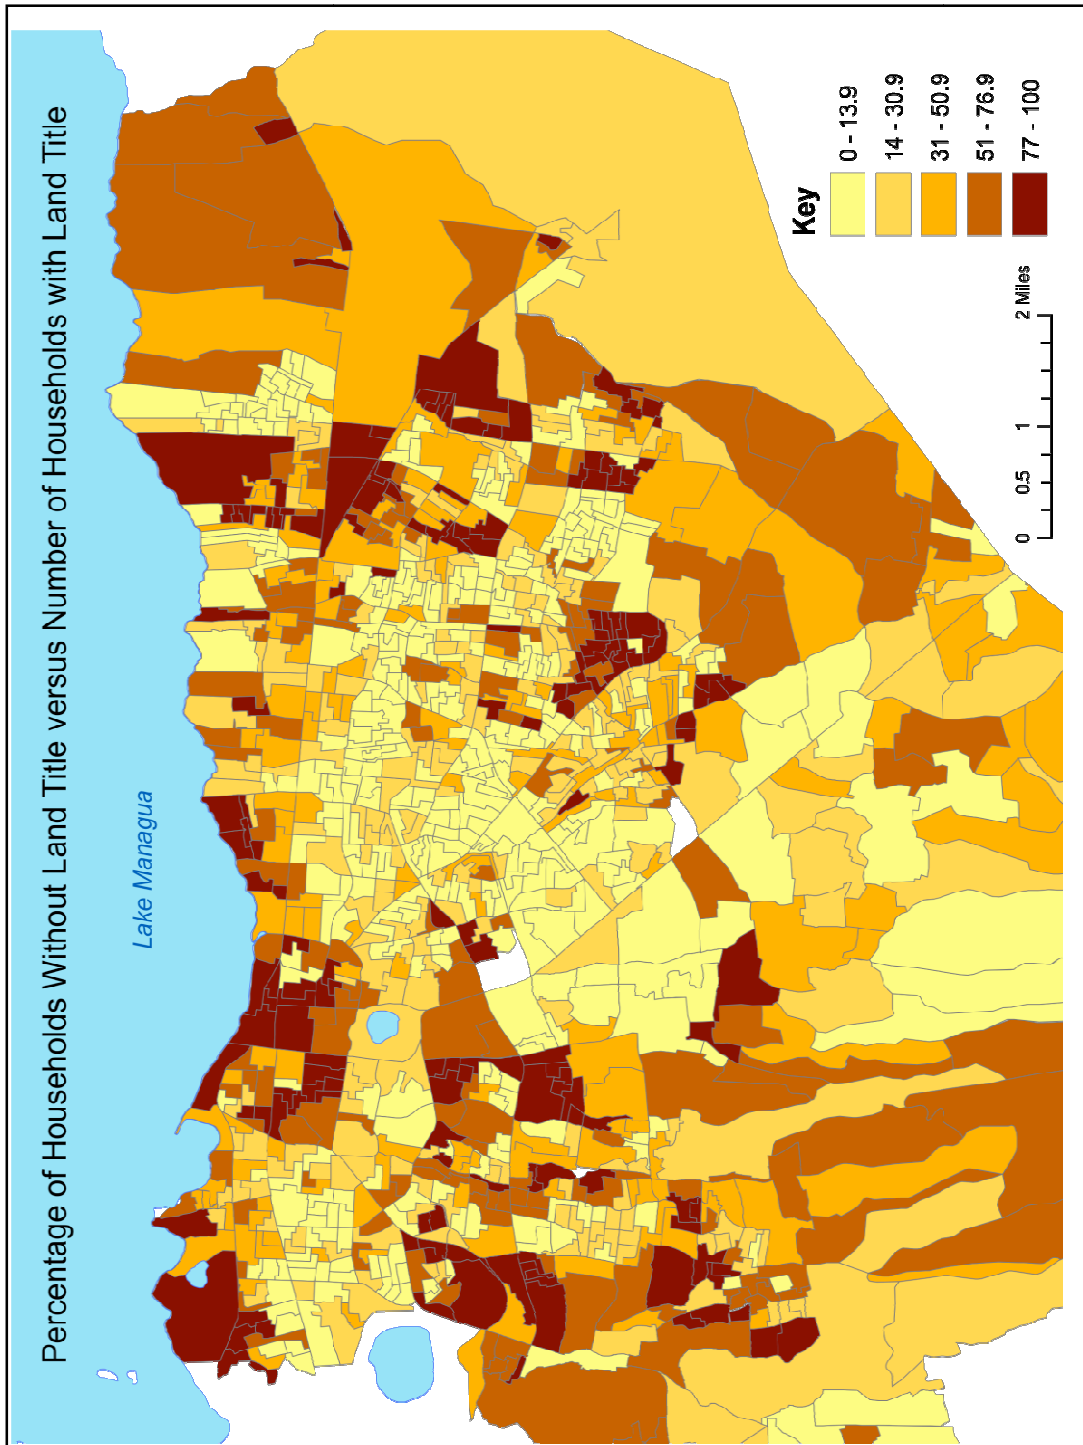 Percentage of Households Without Land Title versus Number of Households with Land Title
Lake Managua
Key
0 - 13.9
14 - 30.9
31 - 50.9
51 - 76.9
77 - 100
0 0.5 1 2 Miles